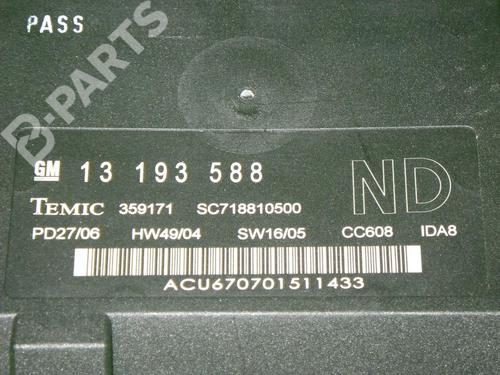 PASS
B-PARTS
GM 13 193 588
ND
TEMIC 359171 SC718810500
PD27/06 HW49/04 SW16/05 CC608 IDA8
ACU670701511433